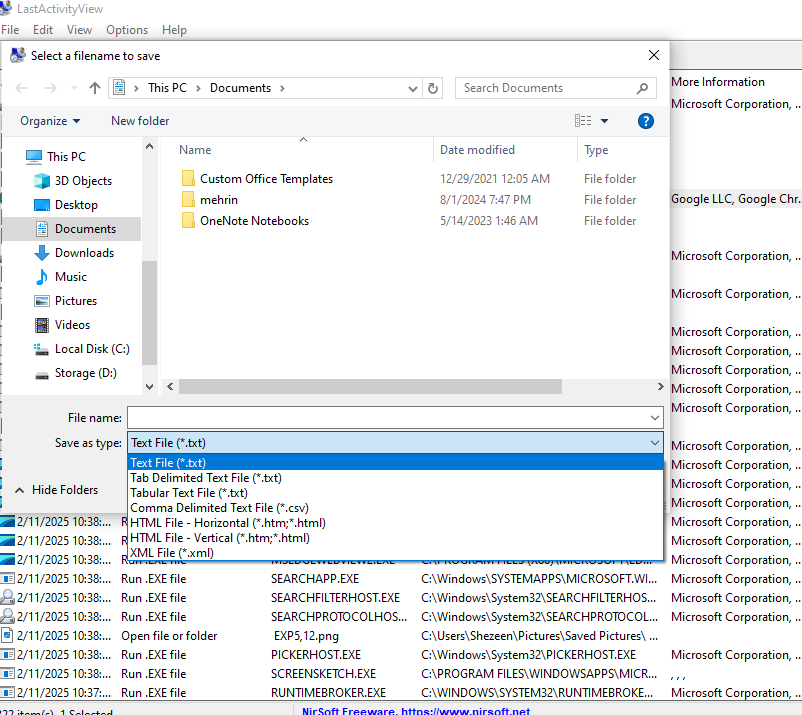 LastActivityView
File Edit View Options Help
Select a filename to save
This PC > Documents >
Search Documents
More Information
Organize
New folder
Microsoft Corporation, ...
This PC
3D Objects
Desktop
Documents
Downloads
Music
Pictures
Videos
Local Disk (C:)
Storage (D:)
Name Date modified Type
Custom Office Templates 12/29/2021 12:05 AM File folder
mehrin 8/1/2024 7:47 PM File folder
OneNote Notebooks 5/14/2023 1:46 AM File folder
Google LLC, Google Chr...
Microsoft Corporation, ...
Microsoft Corporation, ...
Microsoft Corporation, ...
Microsoft Corporation, ...
Microsoft Corporation, ...
Microsoft Corporation, ...
Microsoft Corporation, ...
File name:
Save as type: Text File (*.txt)
Text File (*.txt)
Tab Delimited Text File (*.txt)
Tabular Text File (*.txt)
Comma Delimited Text File (*.csv)
HTML File - Horizontal (*.htm;*.html)
HTML File - Vertical (*.htm;*.html)
XML File (*.xml)
Hide Folders
Microsoft Corporation, ...
Microsoft Corporation, ...
Microsoft Corporation, ...
Microsoft Corporation, ...
2/11/2025 10:38:... Microsoft Corporation, ...
2/11/2025 10:38:... Microsoft Corporation, ...
2/11/2025 10:38:... Run .EXE file MSEDGEWEBVIEW2.EXE Microsoft Corporation, ...
2/11/2025 10:38:... Run .EXE file SEARCHAPP.EXE C:\Windows\SYSTEMAPPS\MICROSOFT.WI... Microsoft Corporation, ...
2/11/2025 10:38:... Run .EXE file SEARCHFILTERHOST.EXE C:\Windows\System32\SEARCHFILTERHOS... Microsoft Corporation, ...
2/11/2025 10:38:... Run .EXE file SEARCHPROTOCOLHOS... C:\Windows\System32\SEARCHPROTOCOL... Microsoft Corporation, ...
2/11/2025 10:38:... Open file or folder EXP5,12.png C:\Users\Shezeen\Pictures\Saved Pictures\ ...
2/11/2025 10:38:... Run .EXE file PICKERHOST.EXE C:\Windows\System32\PICKERHOST.EXE Microsoft Corporation, ...
2/11/2025 10:38:... Run .EXE file SCREENSKETCH.EXE C:\PROGRAM FILES\WINDOWSAPPS\MICR... , , ,
2/11/2025 10:37:... Run .EXE file RUNTIMEBROKER.EXE C:\WINDOWS\SYSTEM32\RUNTIMEBROKE... Microsoft Corporation, ...
item(s), 1 Selected NirSoft Freeware. https://www.nirsoft.net